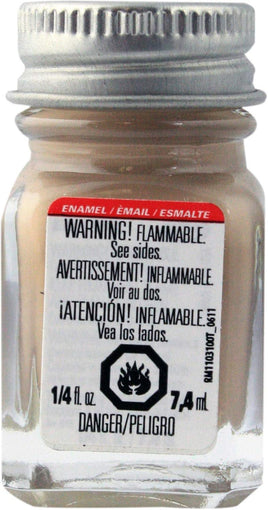 ENAMEL / ÉMAIL / ESMALTE
WARNING! FLAMMABLE.
See sides.
AVERTISSEMENT! INFLAMMABLE.
Voir au dos.
¡ATENCIÓN! INFLAMABLE.
Vea los lados.
1/4 fl. oz. 7,4 ml.
DANGER/PELIGRO
RM1103100T_0611